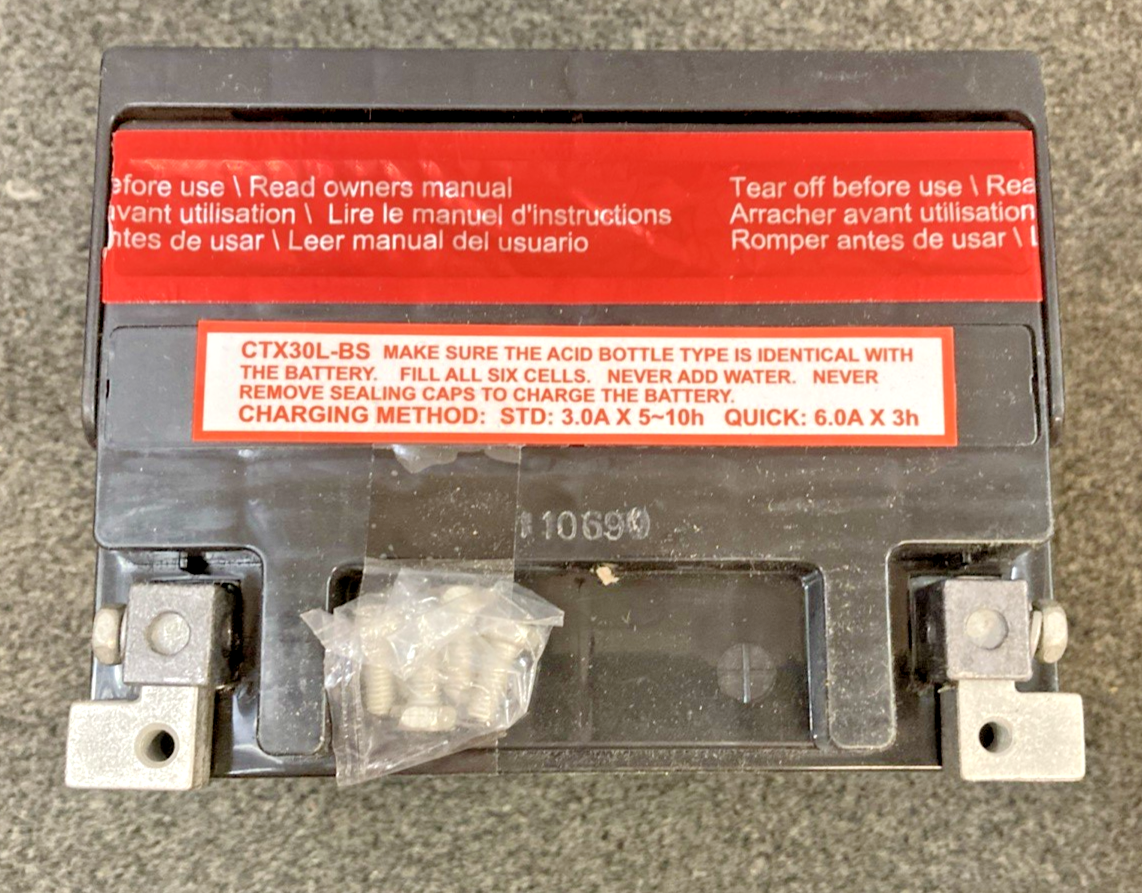 efore use \ Read owners manual
vant utilisation \ Lire le manuel d'instructions
ntes de usar \ Leer manual del usuario
Tear off before use \ Rea
Arracher avant utilisation
Romper antes de usar \ L
CTX30L-BS MAKE SURE THE ACID BOTTLE TYPE IS IDENTICAL WITH
THE BATTERY. FILL ALL SIX CELLS. NEVER ADD WATER. NEVER
REMOVE SEALING CAPS TO CHARGE THE BATTERY.
CHARGING METHOD: STD: 3.0A X 5~10h QUICK: 6.0A X 3h